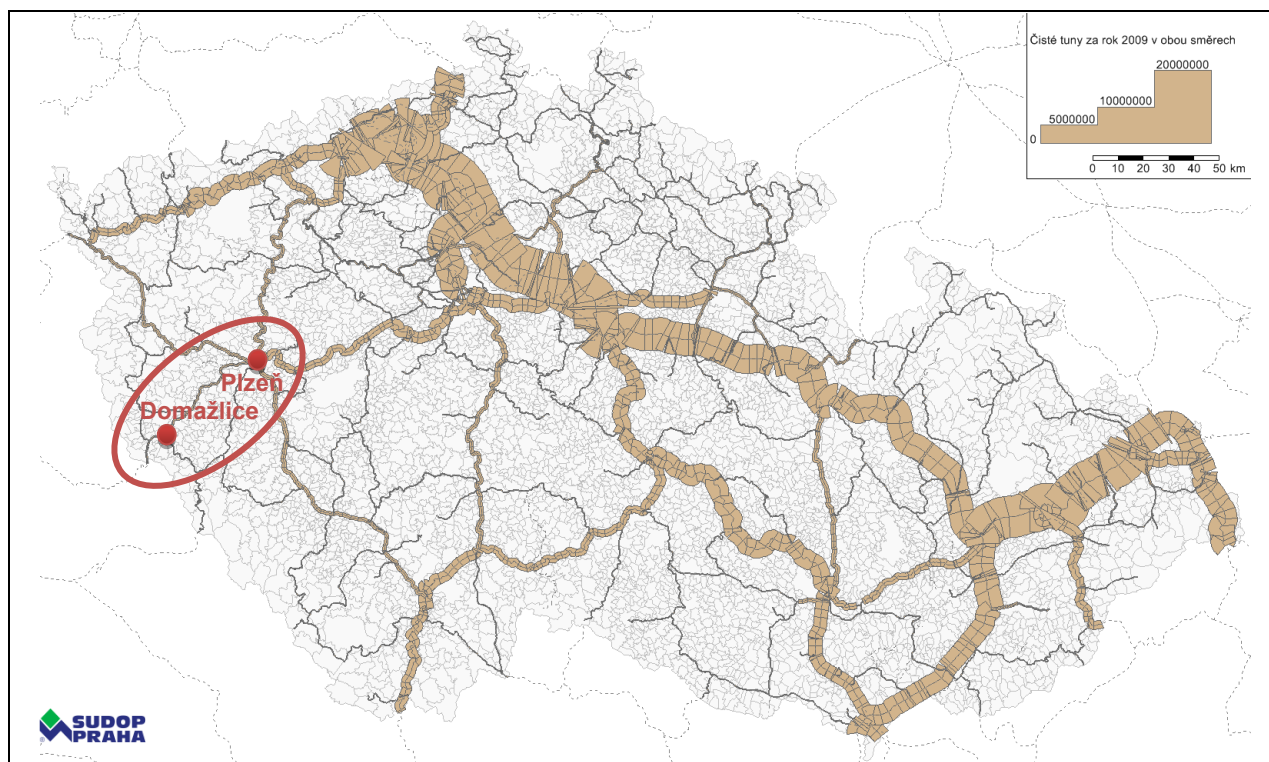 Čisté tuny za rok 2009 v obou směrech
20000000
10000000
5000000
0
0 10 20 30 40 50 km
Plzeň
Domažlice
SUDOP
PRAHA